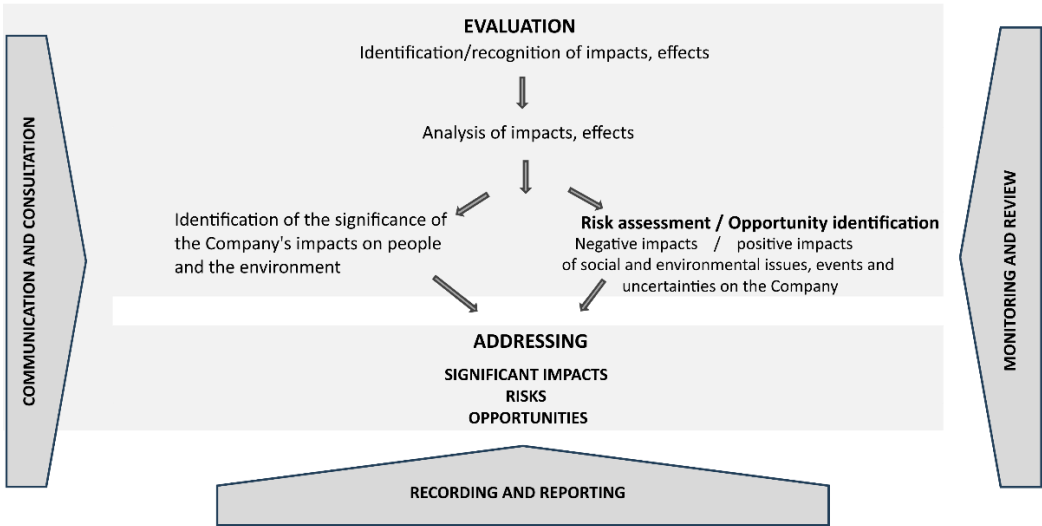 EVALUATION
Identification/recognition of impacts, effects
Analysis of impacts, effects
Identification of the significance of
the Company's impacts on people
and the environment
Risk assessment / Opportunity identification
Negative impacts / positive impacts
of social and environmental issues, events and
uncertainties on the Company
ADDRESSING
SIGNIFICANT IMPACTS
RISKS
OPPORTUNITIES
COMMUNICATION AND CONSULTATION
MONITORING AND REVIEW
RECORDING AND REPORTING